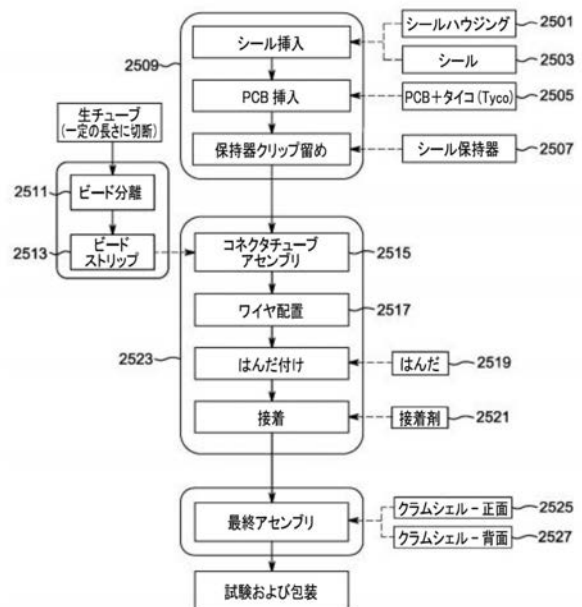 シール挿入
シールハウジング
2501
シール
2503
2509
PCB 挿入
PCB+タイコ(Tyco)
2505
保持器クリップ留め
シール保持器
2507
生チューブ
(一定の長さに切断)
2511
ビード分離
2513
ビード
ストリップ
コネクタチューブ
アセンブリ
2515
ワイヤ配置
2517
2523
はんだ付け
はんだ
2519
接着
接着剤
2521
最終アセンブリ
クラムシェル-正面
2525
クラムシェル-背面
2527
試験および包装